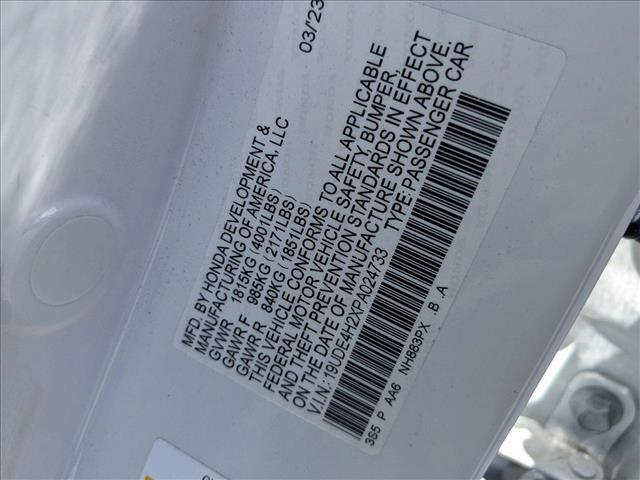 MFD BY HONDA DEVELOPMENT &
MANUFACTURING OF AMERICA, LLC 03/23
GVWR 1815KG (4001LBS)
GAWR F 985KG (2171LBS)
GAWR R 840KG (1851LBS)
THIS VEHICLE CONFORMS TO ALL APPLICABLE
FEDERAL MOTOR VEHICLE SAFETY, BUMPER,
AND THEFT PREVENTION STANDARDS IN EFFECT
ON THE DATE OF MANUFACTURE SHOWN ABOVE.
V.I.N.: 19UDE4H2XPA024733 TYPE: PASSENGER CAR
3S5 P AA6 NH883PX B .A